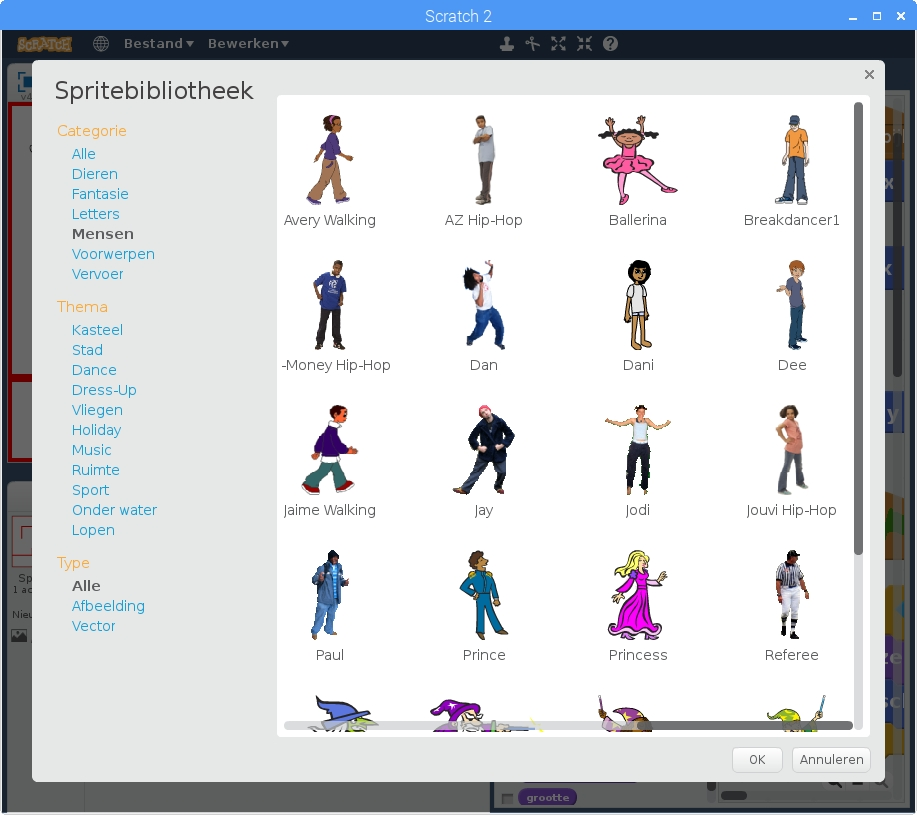 Scratch 2
SCRATCH Bestand Bewerken
Spritebibliotheek
Categorie
Alle
Dieren
Fantasie
Letters
Mensen
Voorwerpen
Vervoer
Thema
Kasteel
Stad
Dance
Dress-Up
Vliegen
Holiday
Music
Ruimte
Sport
Onder water
Lopen
Type
Alle
Afbeelding
Vector
Avery Walking AZ Hip-Hop Ballerina Breakdancer1
-Money Hip-Hop Dan Dani Dee
Jaime Walking Jay Jodi Jouvi Hip-Hop
Paul Prince Princess Referee
OK Annuleren
grootte